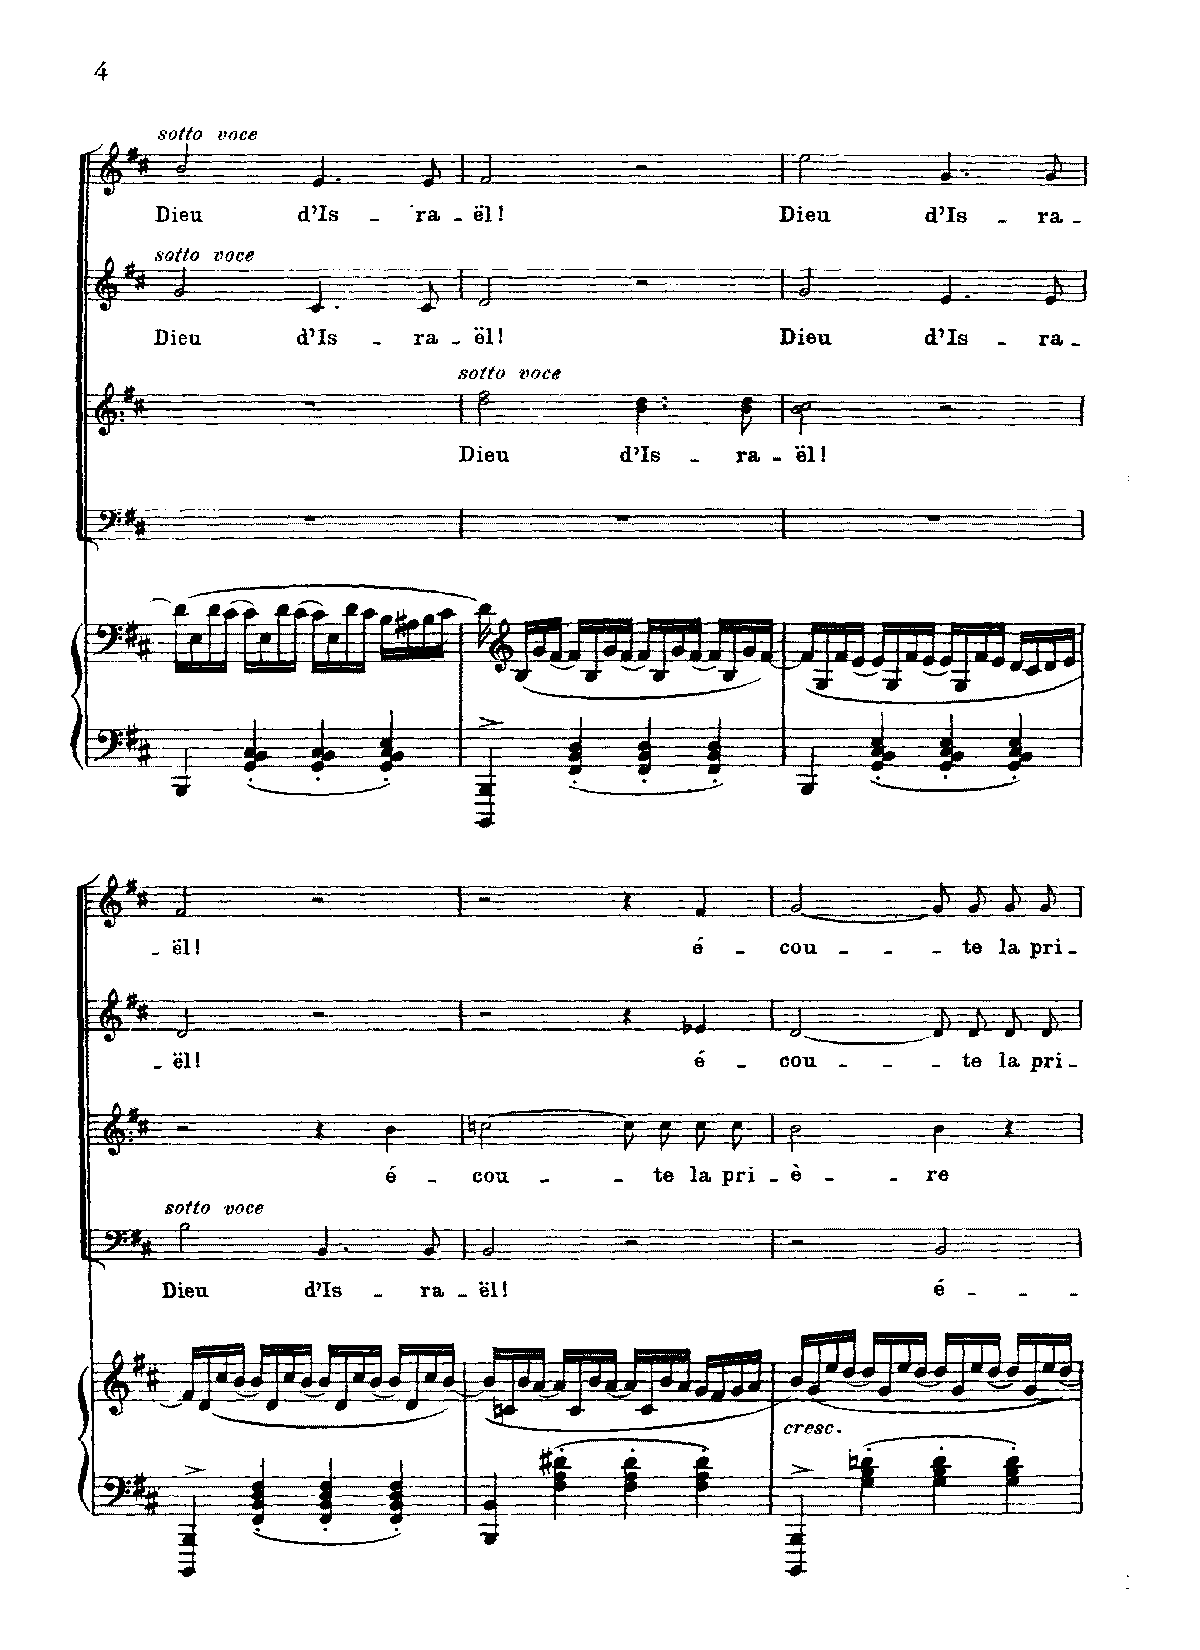 4
sotto voce
Dieu d'Is - ra - ël! Dieu d'Is - ra -
sotto voce
Dieu d'Is - ra - ël! Dieu d'Is - ra -
sotto voce
Dieu d'Is - ra - ël!
- ël! é - cou - - - te la pri -
- ël! é - cou - - - te la pri -
é - cou - - te la pri - è - - re
sotto voce
Dieu d'Is - ra - ël! é - - -
cresc.